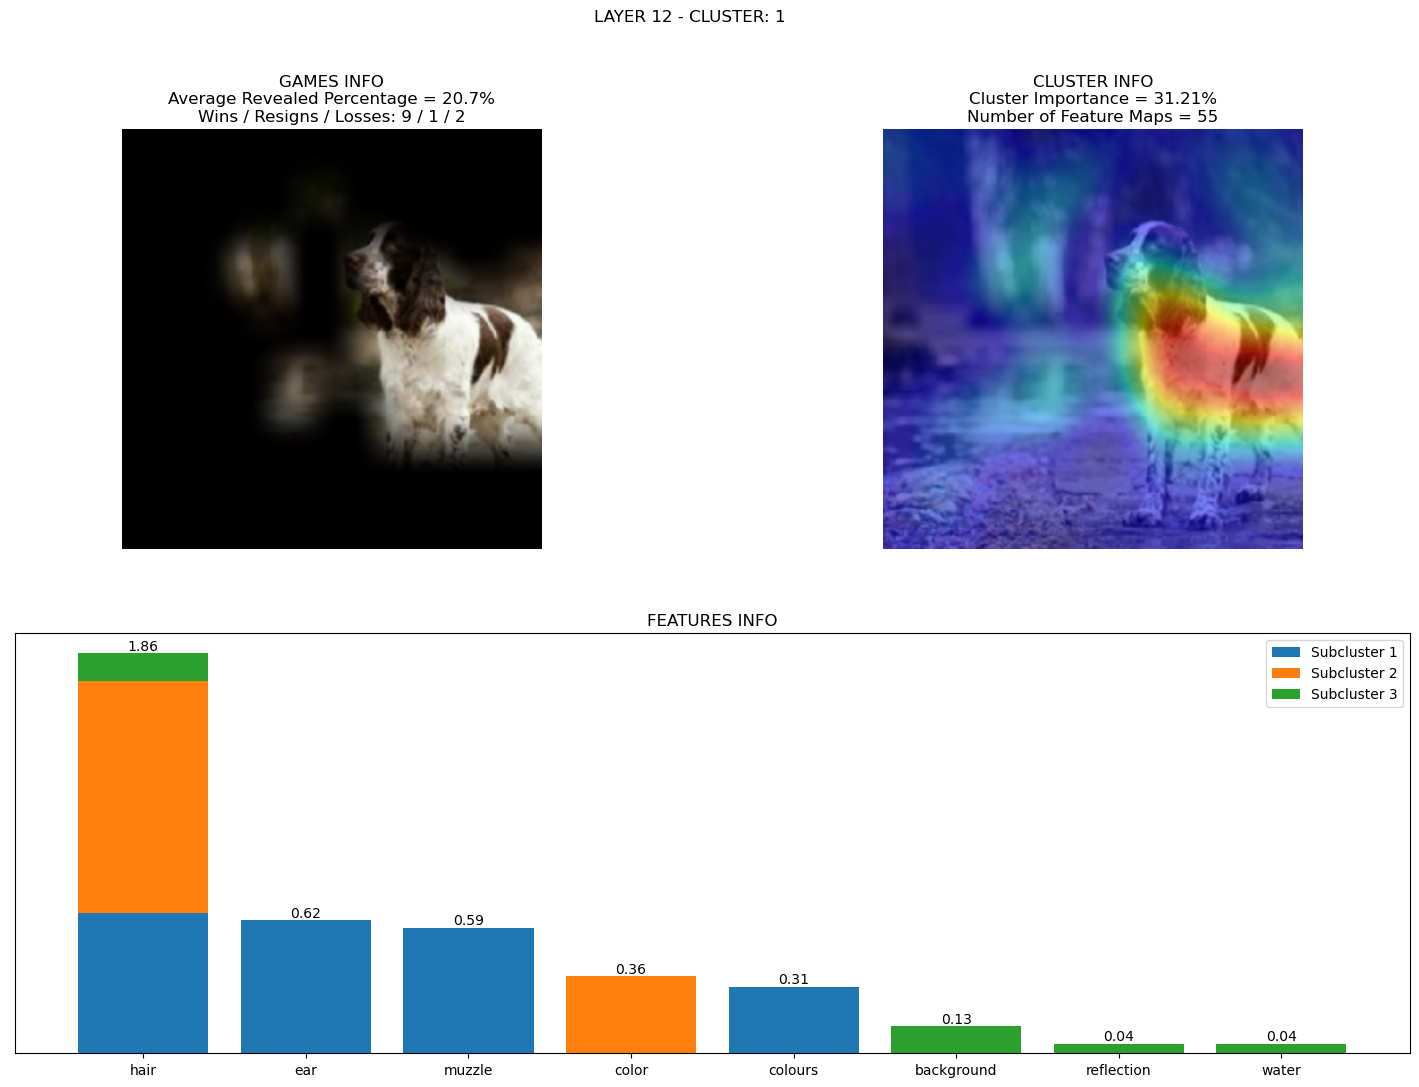 LAYER 12 - CLUSTER: 1
GAMES INFO
Average Revealed Percentage = 20.7%
Wins / Resigns / Losses: 9 / 1 / 2
CLUSTER INFO
Cluster Importance = 31.21%
Number of Feature Maps = 55
FEATURES INFO
1.86
0.62
0.59
0.36
0.31
0.13
0.04
0.04
Subcluster 1
Subcluster 2
Subcluster 3
hair
ear
muzzle
color
colours
background
reflection
water